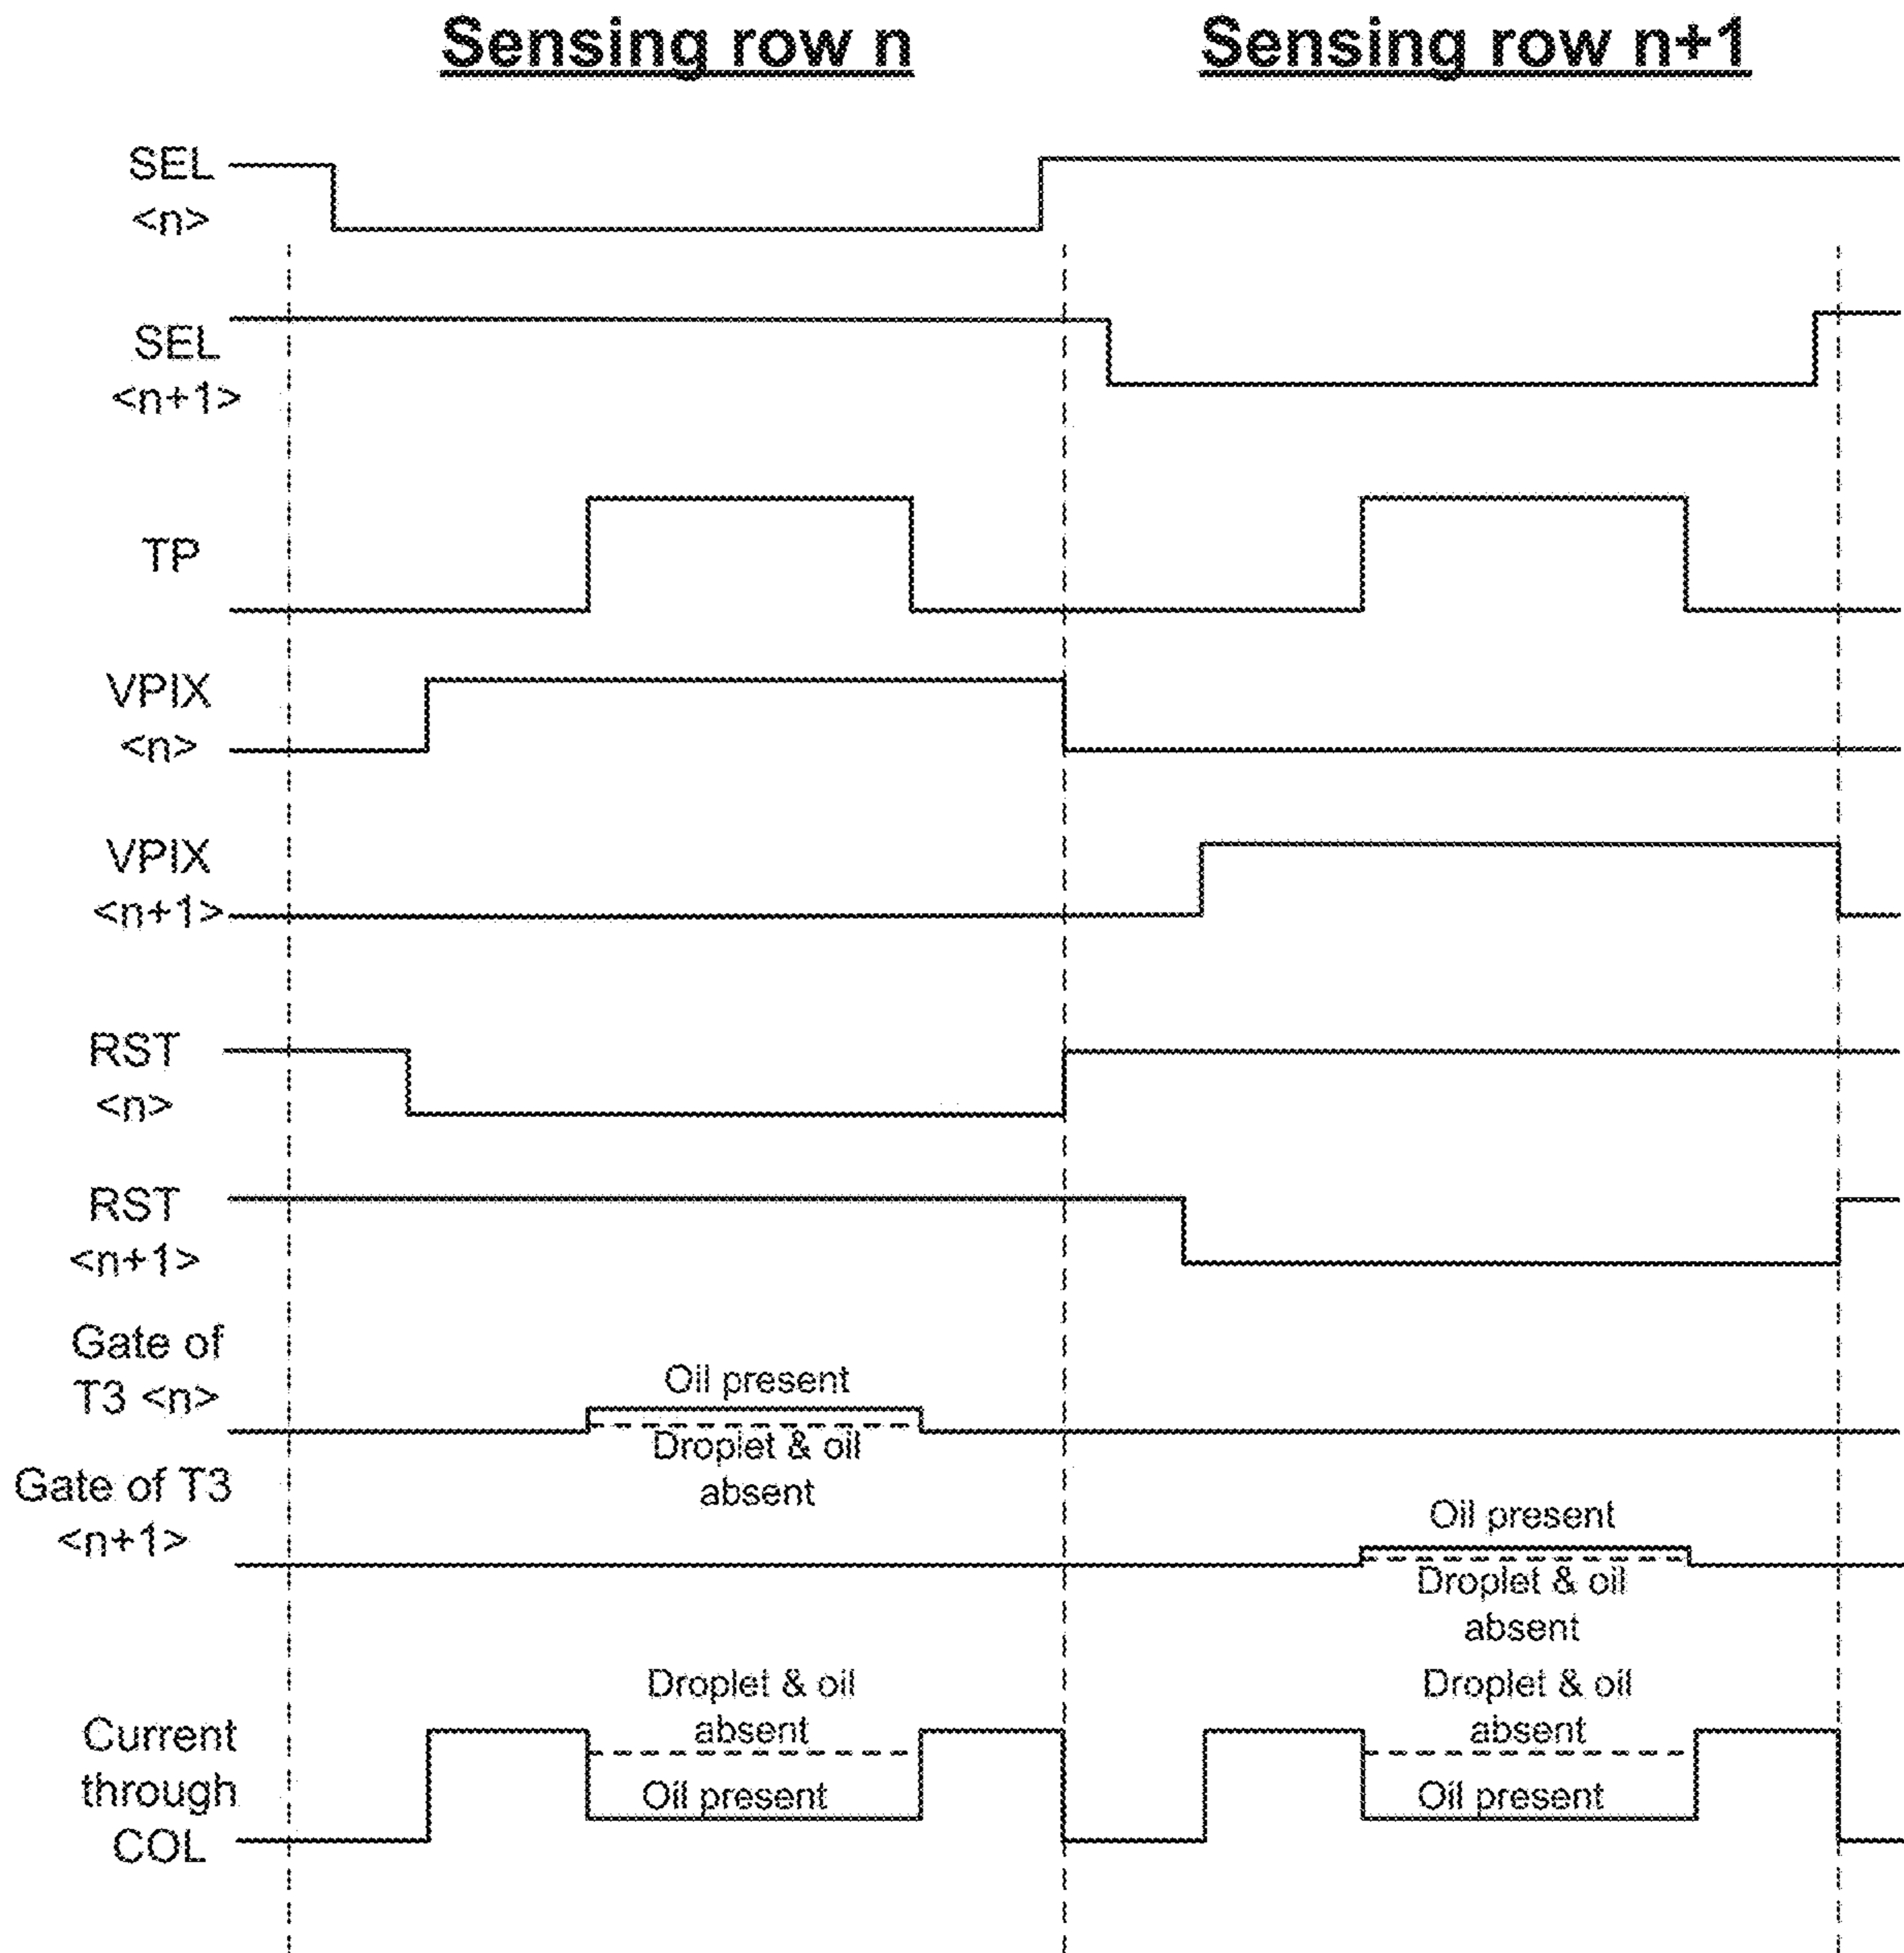 Sensing row n
Sensing row n+1
SEL
<n>
SEL
<n+1>
TP
VPIX
<n>
VPIX
<n+1>
RST
<n>
RST
<n+1>
Gate of
T3 <n>
Oil present
Droplet & oil
absent
Gate of T3
<n+1>
Oil present
Droplet & oil
absent
Current
through
COL
Droplet & oil
absent
Oil present
Droplet & oil
absent
Oil present